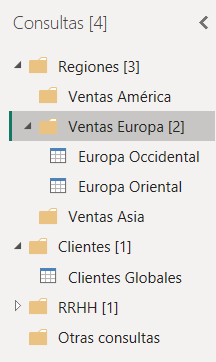 Consultas [4]
Regiones [3]
Ventas América
Ventas Europa [2]
Europa Occidental
Europa Oriental
Ventas Asia
Clientes [1]
Clientes Globales
RRHH [1]
Otras consultas